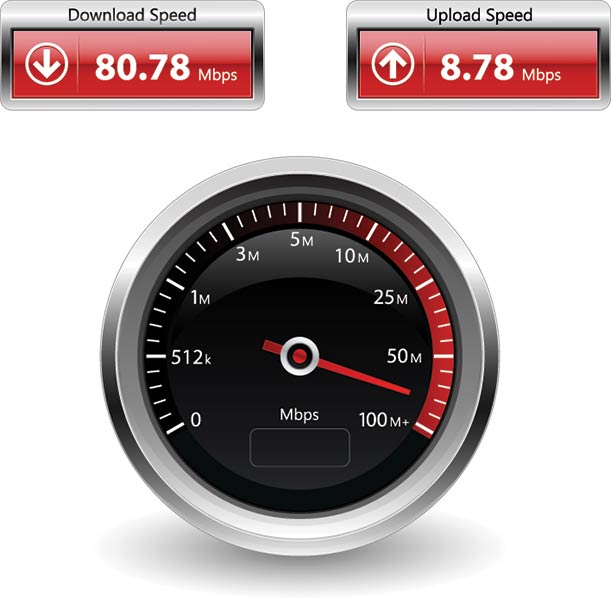 Download Speed
80.78 Mbps
Upload Speed
8.78 Mbps
5M
3M
10M
1M
25M
512k
50M
0
Mbps
100M+